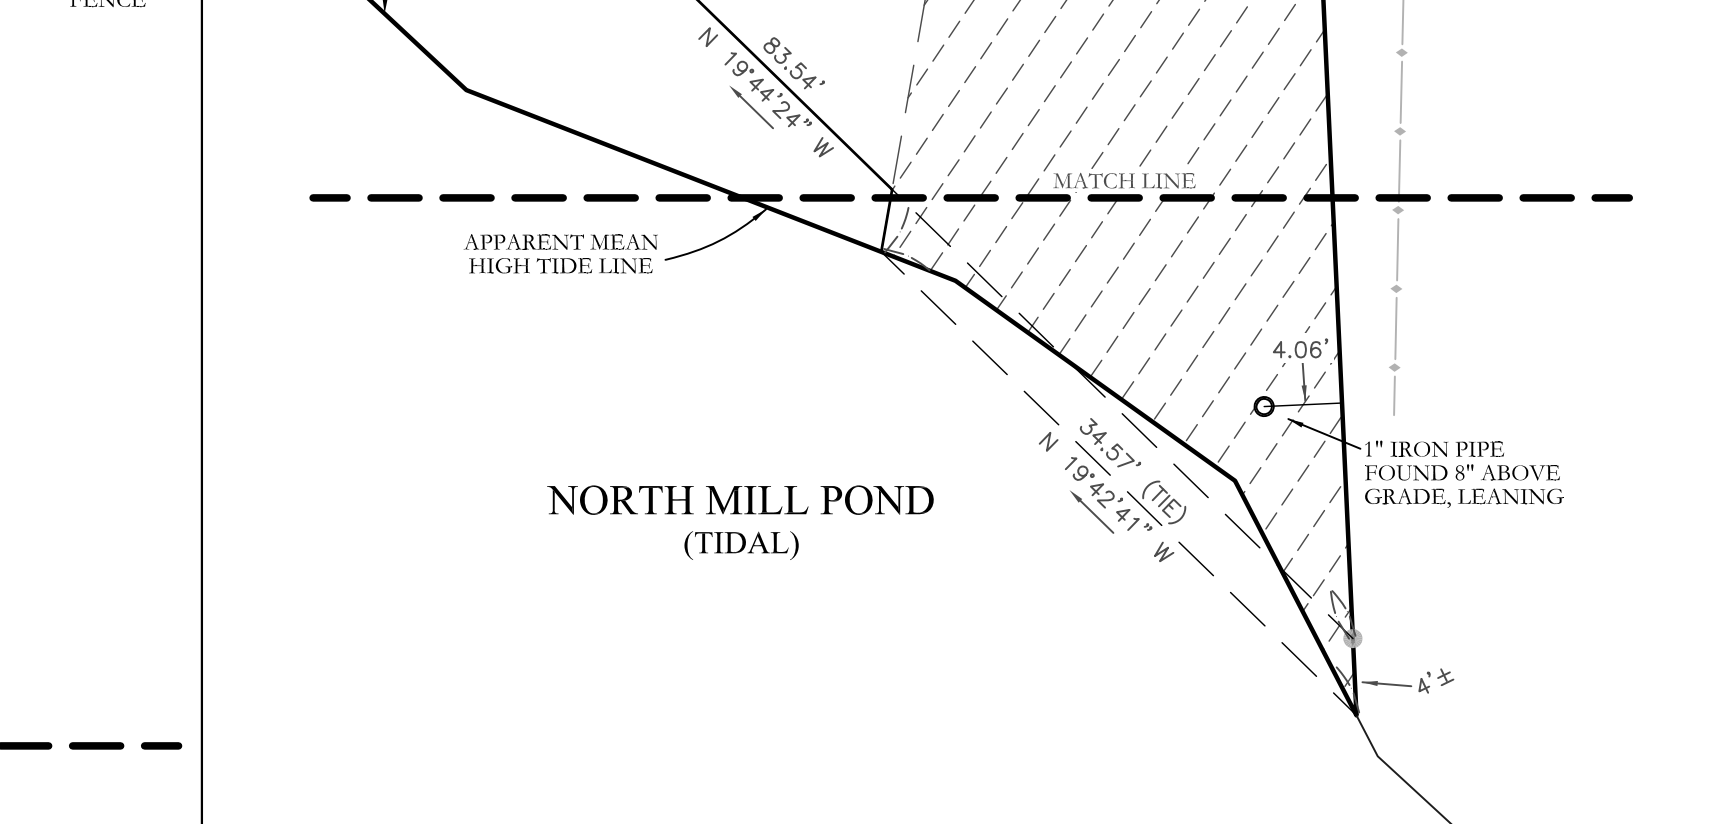 FENCE
83.54'
N 19°44'24" W
MATCH LINE
APPARENT MEAN
HIGH TIDE LINE
4.06'
34.57' (TIE)
N 19°42'41" W
1" IRON PIPE
FOUND 8" ABOVE
GRADE, LEANING
NORTH MILL POND
(TIDAL)
4'±